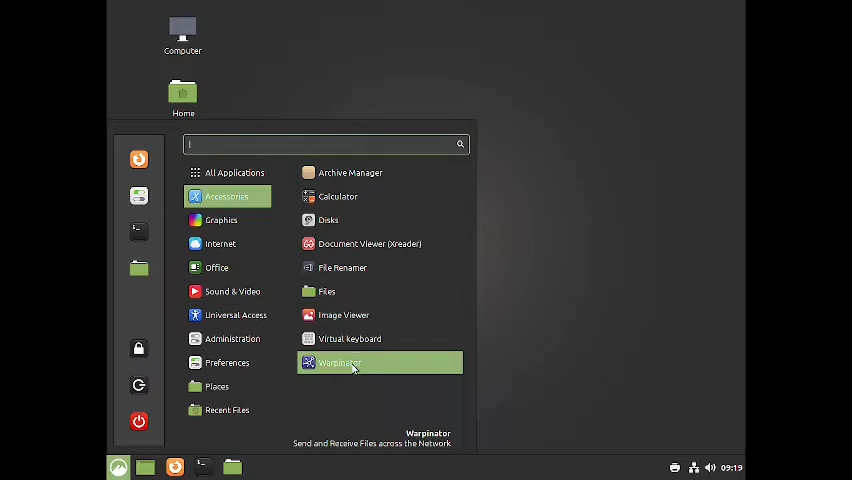 Computer
Home
All Applications
Accessories
Graphics
Internet
Office
Sound & Video
Universal Access
Administration
Preferences
Places
Recent Files
Archive Manager
Calculator
Disks
Document Viewer (Xreader)
File Renamer
Files
Image Viewer
Virtual keyboard
Warpinator
Warpinator
Send and Receive Files across the Network
09:19